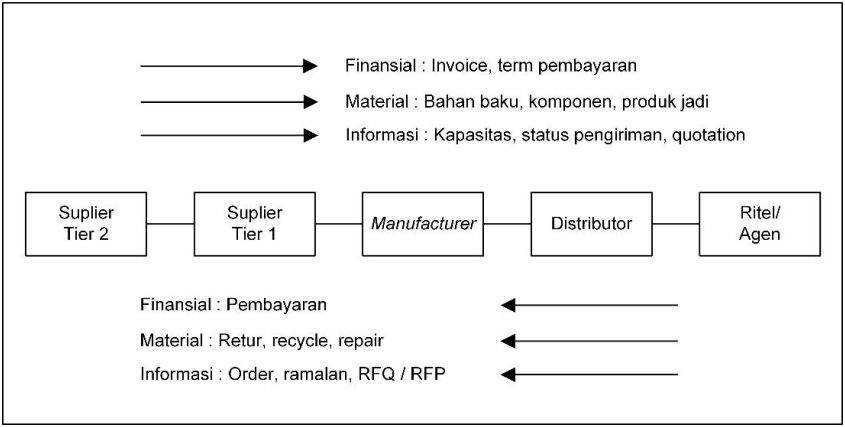 Finansial : Invoice, term pembayaran
Material : Bahan baku, komponen, produk jadi
Informasi : Kapasitas, status pengiriman, quotation
Suplier
Tier 2
Suplier
Tier 1
Manufacturer
Distributor
Ritel/
Agen
Finansial : Pembayaran
Material : Retur, recycle, repair
Informasi : Order, ramalan, RFQ / RFP